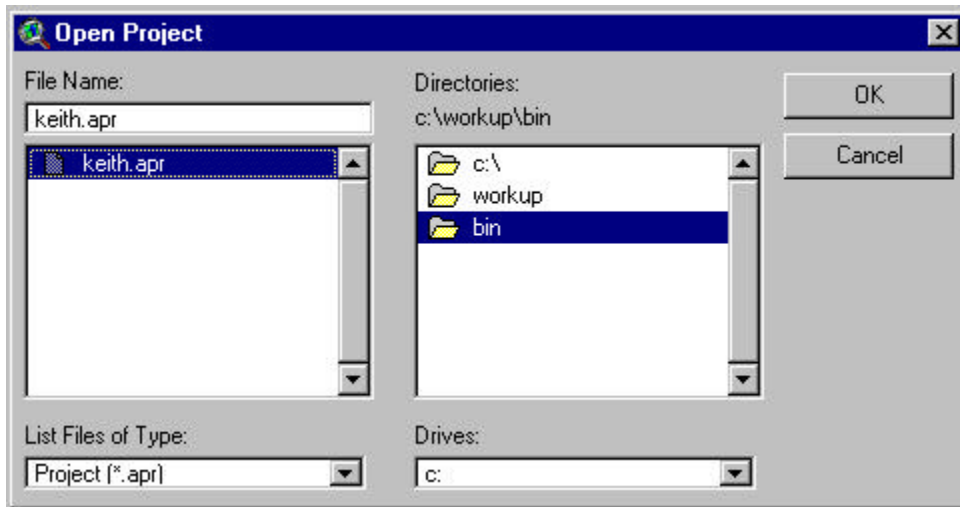 Open Project
File Name:
keith.apr
keith.apr
Directories:
c:\workup\bin
c:\
workup
bin
OK
Cancel
List Files of Type:
Project (*.apr)
Drives:
c: